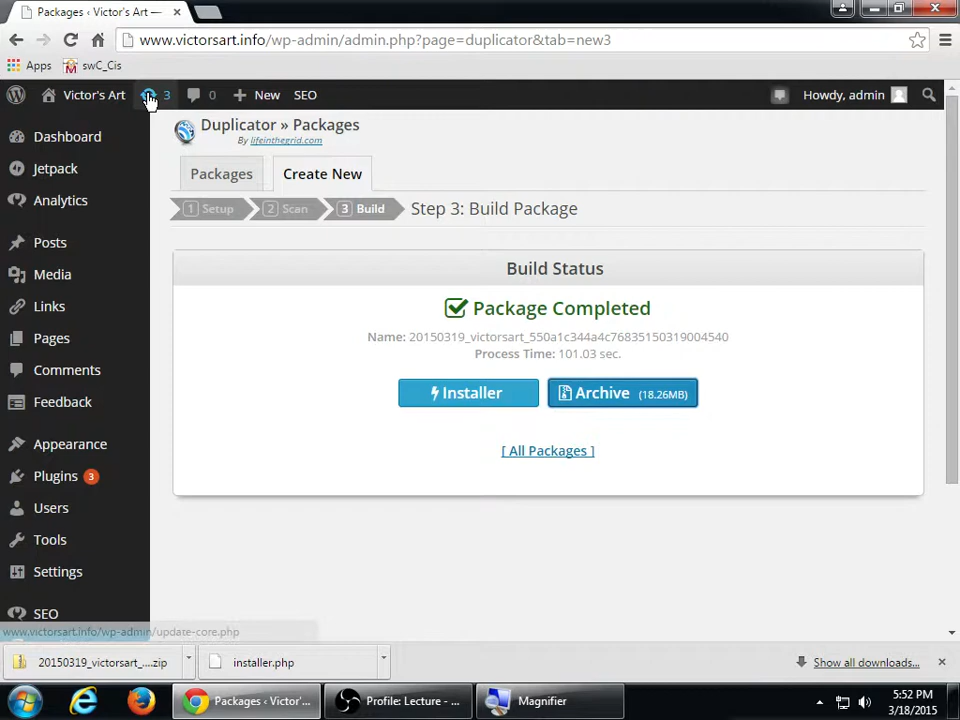 Packages ‹ Victor's Art —
www.victorsart.info/wp-admin/admin.php?page=duplicator&tab=new3
Apps swC_Cis
Victor's Art 3 0 New SEO Howdy, admin
Dashboard
Jetpack
Analytics
Posts
Media
Links
Pages
Comments
Feedback
Appearance
Plugins 3
Users
Tools
Settings
SEO
Duplicator » Packages
By lifeinthegrid.com
Packages Create New
1 Setup 2 Scan 3 Build Step 3: Build Package
Build Status
Package Completed
Name: 20150319_victorsart_550a1c344a4c76835150319004540
Process Time: 101.03 sec.
Installer Archive (18.26MB)
[ All Packages ]
www.victorsart.info/wp-admin/update-core.php
20150319_victorsart_....zip installer.php Show all downloads...
Packages ‹ Victor'... Profile: Lecture - ... Magnifier
5:52 PM
3/18/2015